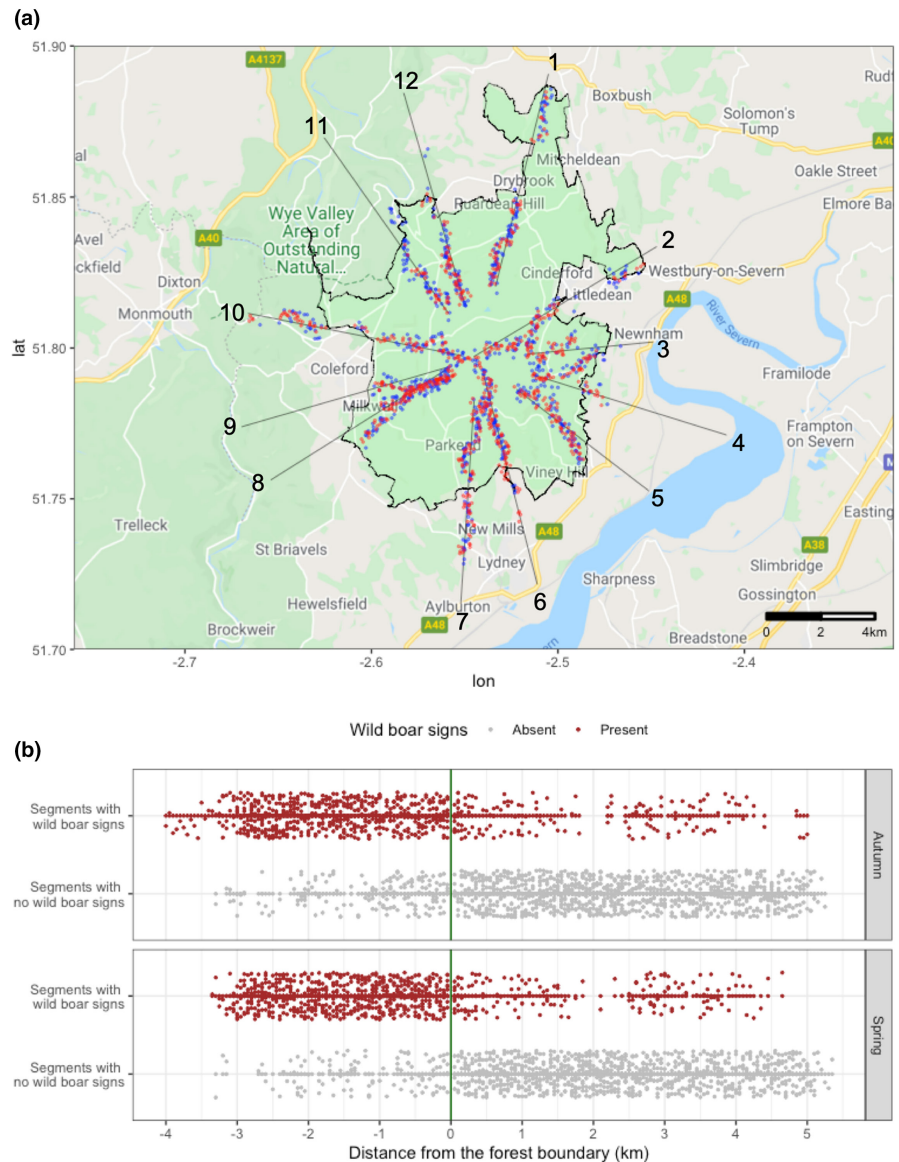 (a)
51.90
51.85
51.80
51.75
51.70
lat
-2.7
-2.6
-2.5
-2.4
lon
A4137
1
12
Boxbush
Rudf
11
Solomon's
Tump
A40
al
Mitcheldean
Oakle Street
Drybrook
Ruardean Hill
Elmore Ba
Wye Valley
Area of
Outstanding
Natural...
A40
Avel
ckfield
2
Cinderford
Westbury-on-Severn
Dixton
Littledean
A48
Monmouth
10
River Severn
Newnham
3
Coleford
Framilode
Milkwa
9
4
Frampton
on Severn
Parkend
8
Viney Hill
5
M
Trelleck
New Mills
A48
Easting
St Briavels
A38
Lydney
Slimbridge
Sharpness
Gossington
Hewelsfield
Aylburton
6
7
A48
Brockweir
Breadstone
ern
0 2 4km
Wild boar signs Absent Present
(b)
Segments with
wild boar signs
Segments with
no wild boar signs
Autumn
Segments with
wild boar signs
Segments with
no wild boar signs
Spring
-4 -3 -2 -1 0 1 2 3 4 5
Distance from the forest boundary (km)